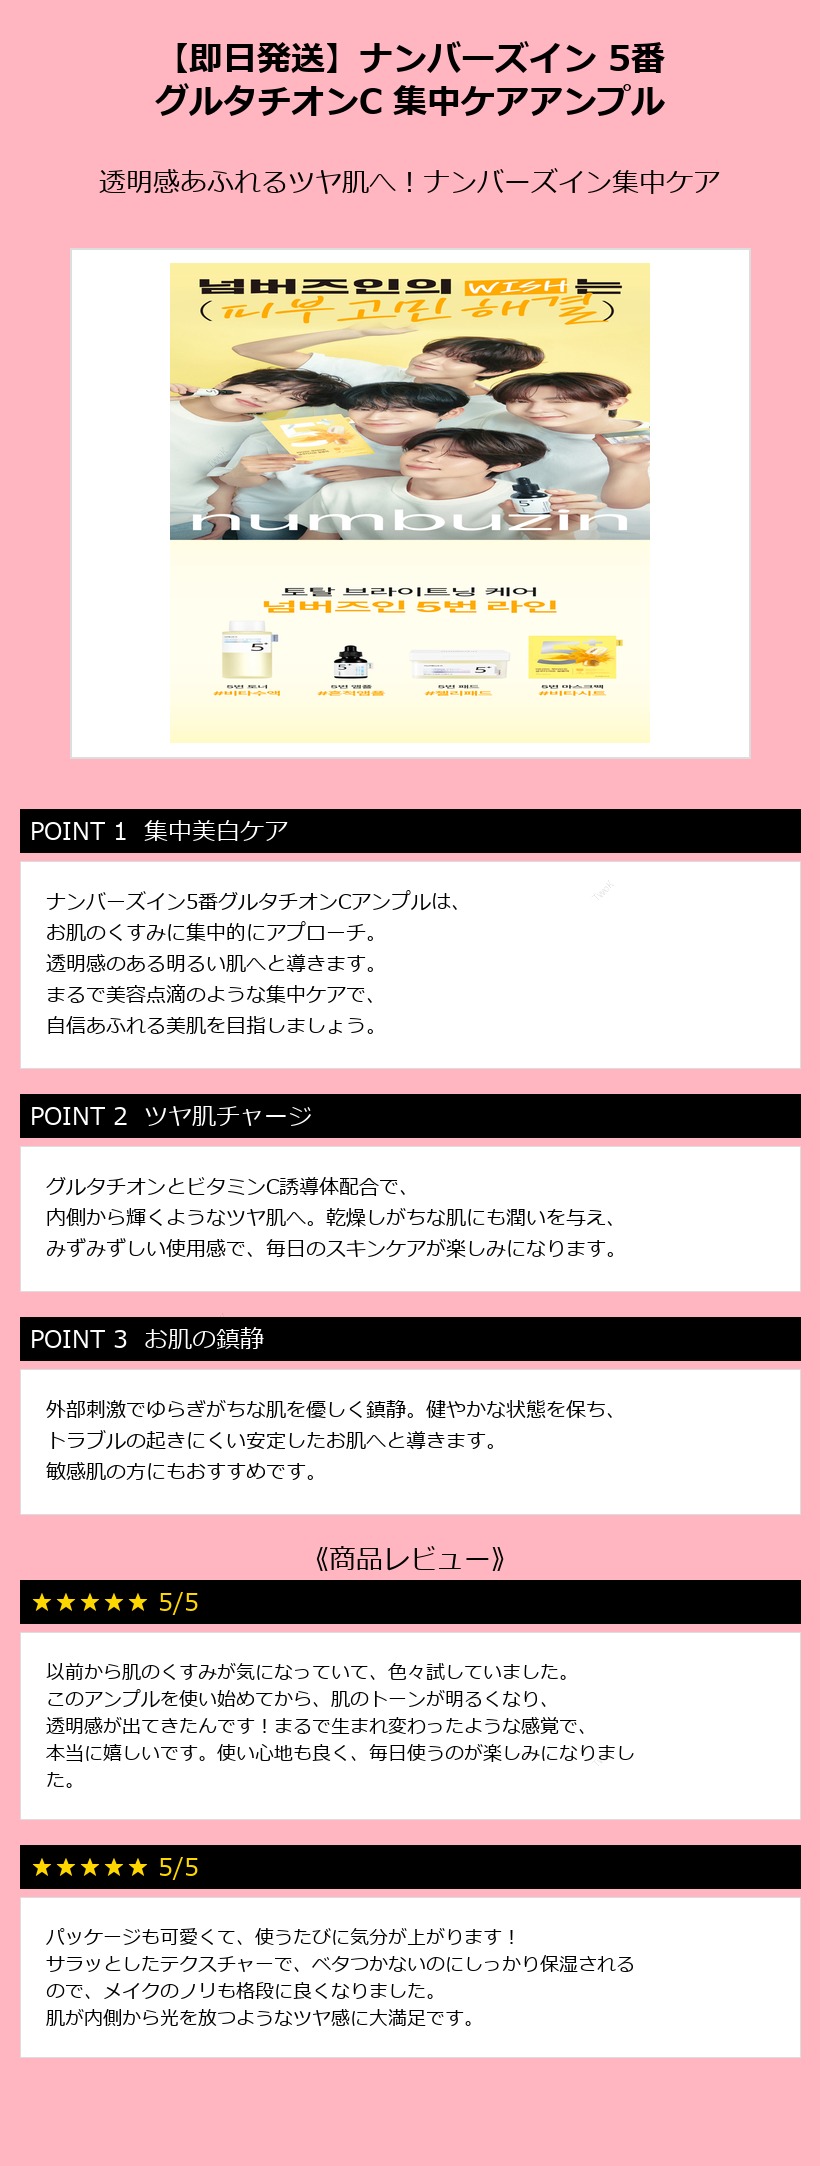 【即日発送】ナンバーズイン 5番
グルタチオンC 集中ケアアンプル
透明感あふれるツヤ肌へ！ナンバーズイン集中ケア
넘버즈인의 WISH는
(피부 고민 해결)
numbuzin
토탈 브라이트닝 케어
넘버즈인 5번 라인
5번 토너
#비타수액
5번 앰플
#흔적앰플
5번 패드
#젤리패드
5번 마스크팩
#비타시트
POINT 1 集中美白ケア
ナンバーズイン5番グルタチオンCアンプルは、
お肌のくすみに集中的にアプローチ。
透明感のある明るい肌へと導きます。
まるで美容点滴のような集中ケアで、
自信あふれる美肌を目指しましょう。
POINT 2 ツヤ肌チャージ
グルタチオンとビタミンC誘導体配合で、
内側から輝くようなツヤ肌へ。乾燥しがちな肌にも潤いを与え、
みずみずしい使用感で、毎日のスキンケアが楽しみになります。
POINT 3 お肌の鎮静
外部刺激でゆらぎがちな肌を優しく鎮静。健やかな状態を保ち、
トラブルの起きにくい安定したお肌へと導きます。
敏感肌の方にもおすすめです。
《商品レビュー》
★★★★★ 5/5
以前から肌のくすみが気になっていて、色々試していました。
このアンプルを使い始めてから、肌のトーンが明るくなり、
透明感が出てきたんです！まるで生まれ変わったような感覚で、
本当に嬉しいです。使い心地も良く、毎日使うのが楽しみになりまし
た。
★★★★★ 5/5
パッケージも可愛くて、使うたびに気分が上がります！
サラッとしたテクスチャーで、ベタつかないのにしっかり保湿される
ので、メイクのノリも格段に良くなりました。
肌が内側から光を放つようなツヤ感に大満足です。